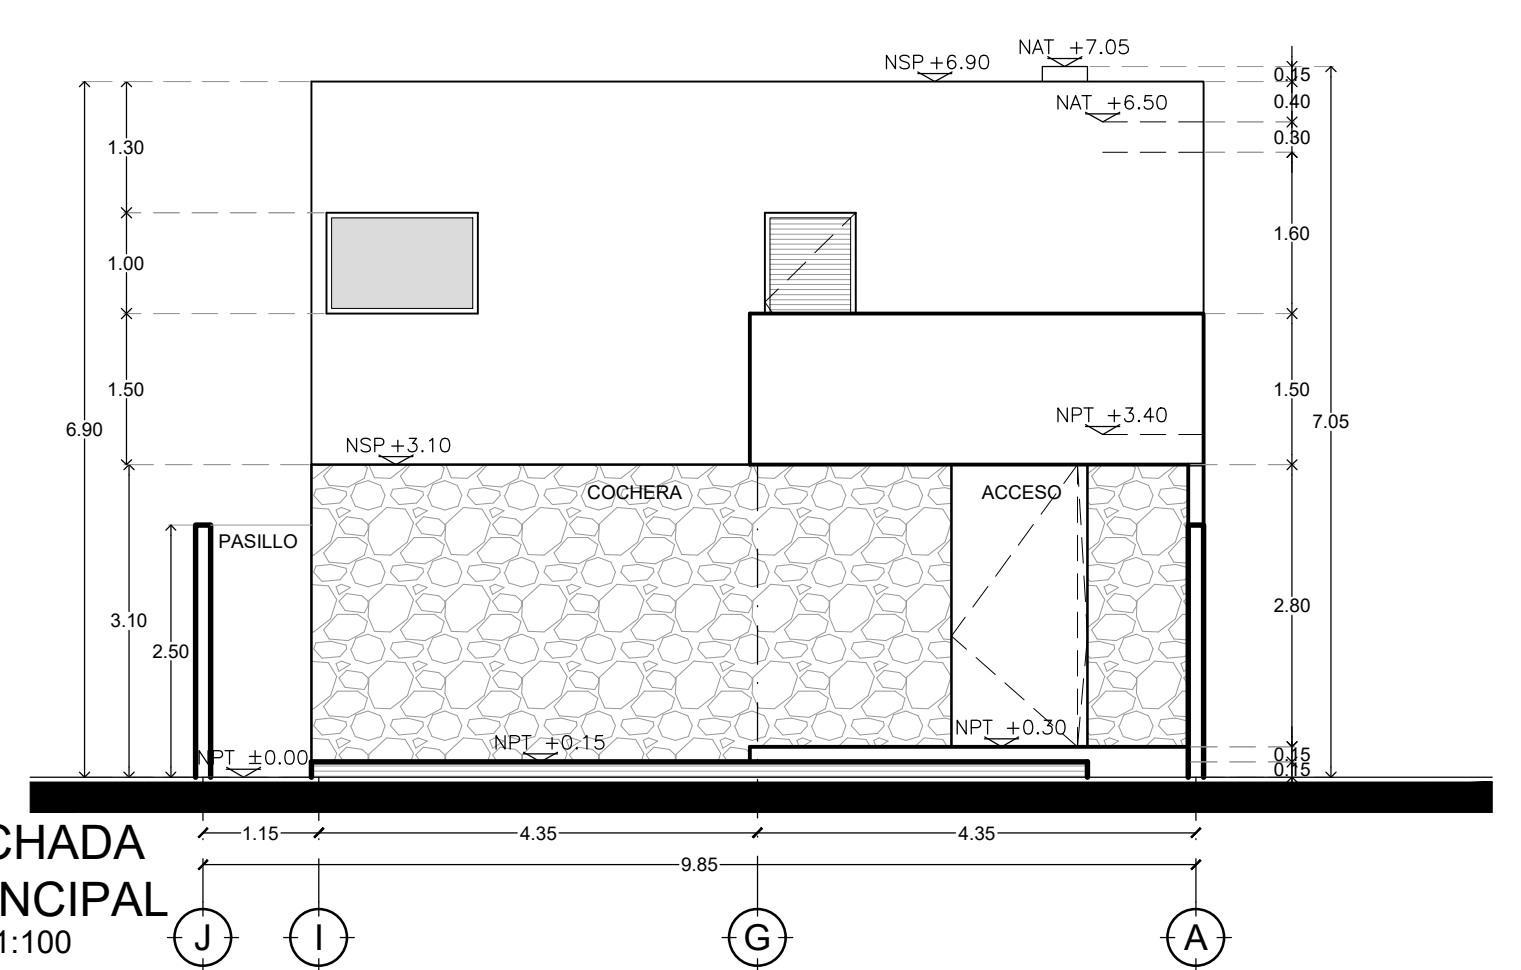 NAT +7.05
NSP +6.90
0.15
NAT +6.50
0.40
0.30
1.30
1.60
1.00
1.50
1.50
NPT +3.40
7.05
6.90
NSP +3.10
COCHERA
ACCESO
PASILLO
2.80
3.10
2.50
NPT +0.30
NPT +0.15
NPT ±0.00
0.15
0.15
1.15
4.35
4.35
CHADA
9.85
NCIPAL
1:100
J
I
G
A